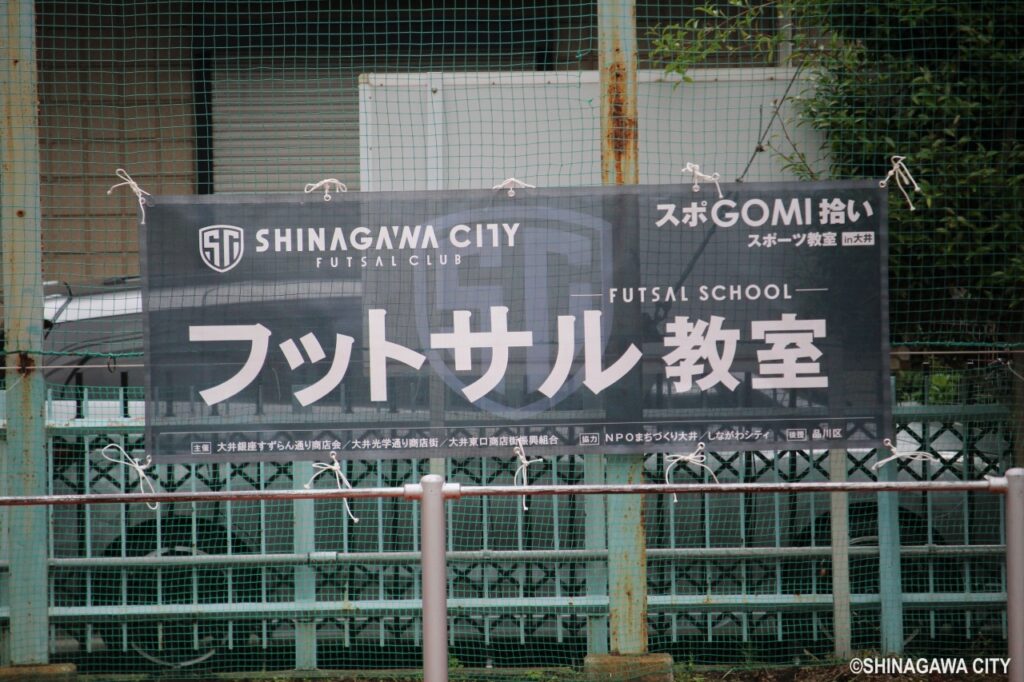 SC
SHINAGAWA CITY
FUTSAL CLUB
スポGOMI拾い
スポーツ教室 in大井
FUTSAL SCHOOL
フットサル教室
主催 大井銀座すずらん通り商店会／大井光学通り商店街／大井東口商店街振興組合 協力 NPOまちづくり大井／しながわシティ 後援 品川区
©SHINAGAWA CITY